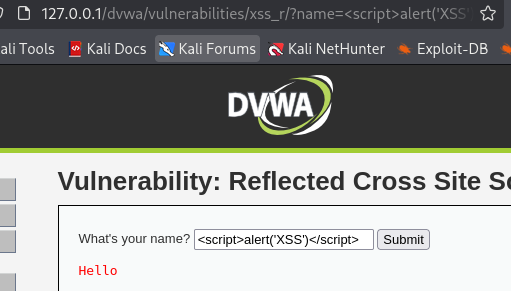 127.0.0.1/dvwa/vulnerabilities/xss_r/?name=<script>alert('XSS'
ali Tools Kali Docs Kali Forums Kali NetHunter Exploit-DB
DVWA
Vulnerability: Reflected Cross Site Sc
What's your name? <script>alert('XSS')</script> Submit
Hello